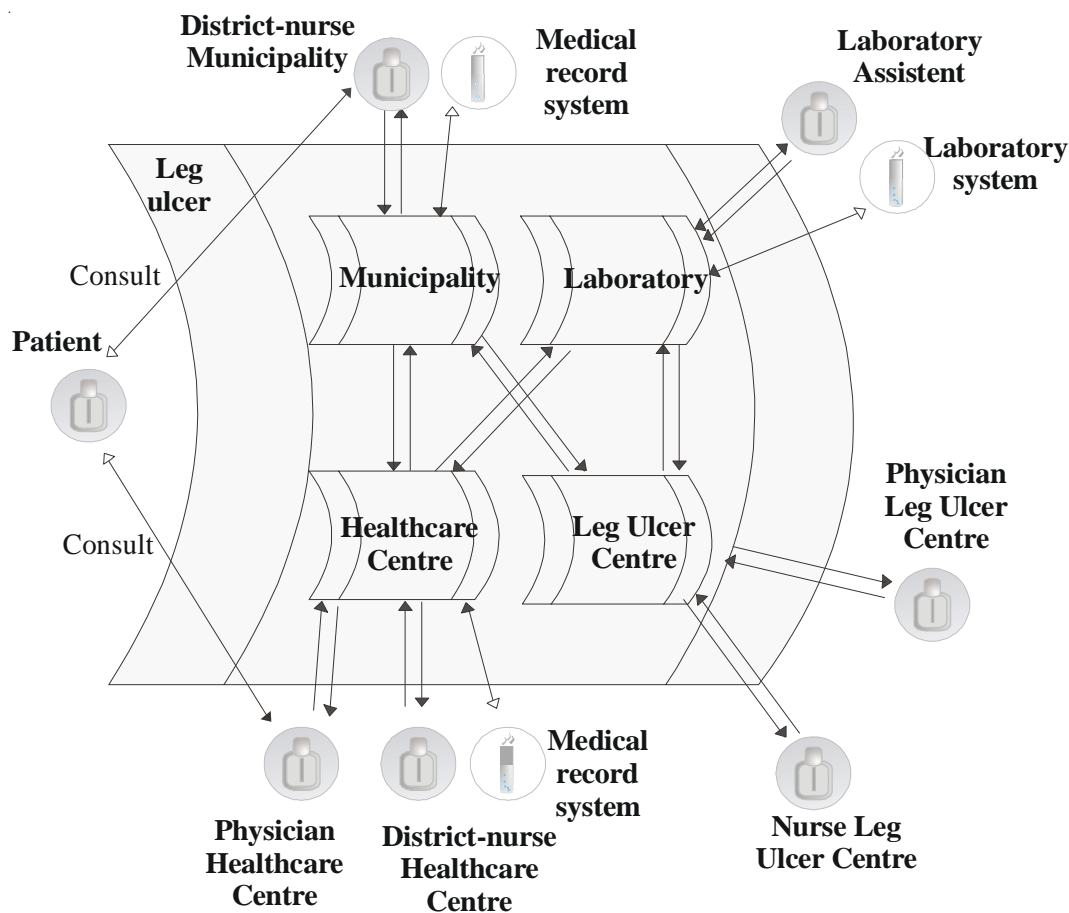 District-nurse
Municipality
Medical
record
system
Laboratory
Assistent
Laboratory
system
Leg
ulcer
Consult
Municipality
Laboratory
Patient
Consult
Healthcare
Centre
Leg Ulcer
Centre
Physician
Leg Ulcer
Centre
Medical
record
system
Physician
Healthcare
Centre
District-nurse
Healthcare
Centre
Nurse Leg
Ulcer Centre